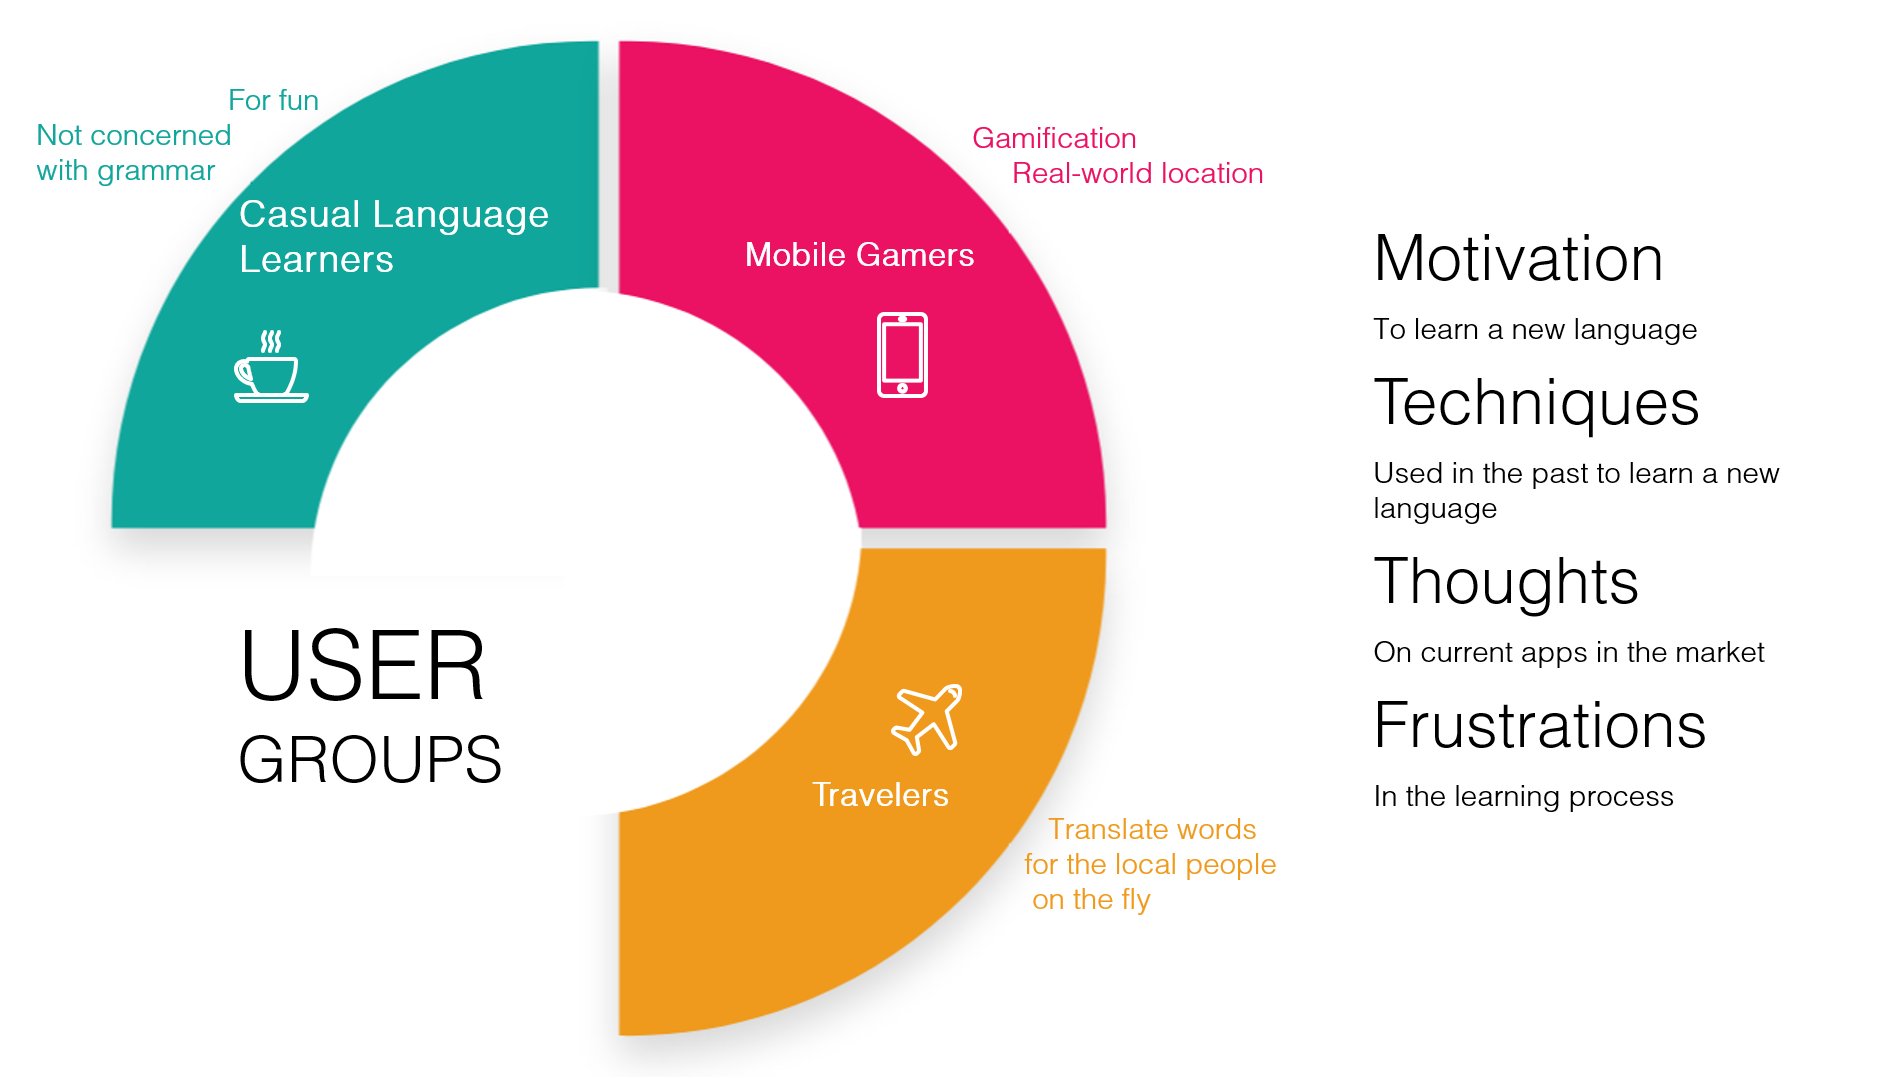 For fun
Not concerned
with grammar
Casual Language
Learners
Gamification
Real-world location
Mobile Gamers
USER
GROUPS
Travelers
Translate words
for the local people
on the fly
Motivation
To learn a new language
Techniques
Used in the past to learn a new
language
Thoughts
On current apps in the market
Frustrations
In the learning process